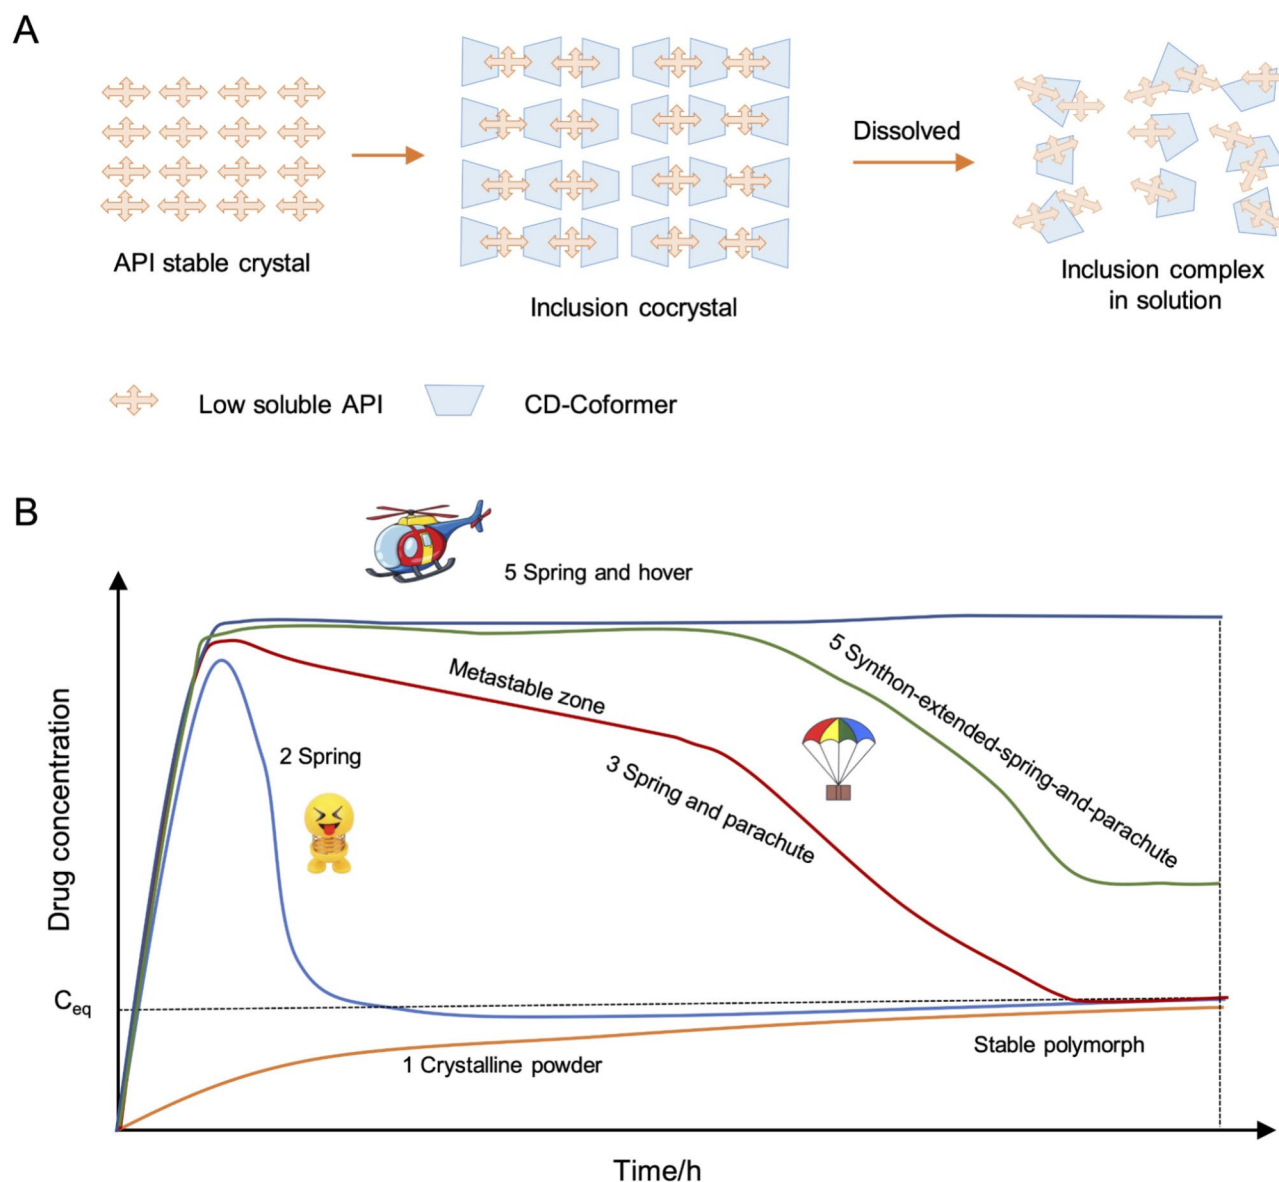 A
Dissolved
API stable crystal
Inclusion cocrystal
Inclusion complex
in solution
Low soluble API
CD-Coformer
B
5 Spring and hover
Metastable zone
5 Synthon-extended-spring-and-parachute
2 Spring
3 Spring and parachute
Drug concentration
Ceq
1 Crystalline powder
Stable polymorph
Time/h